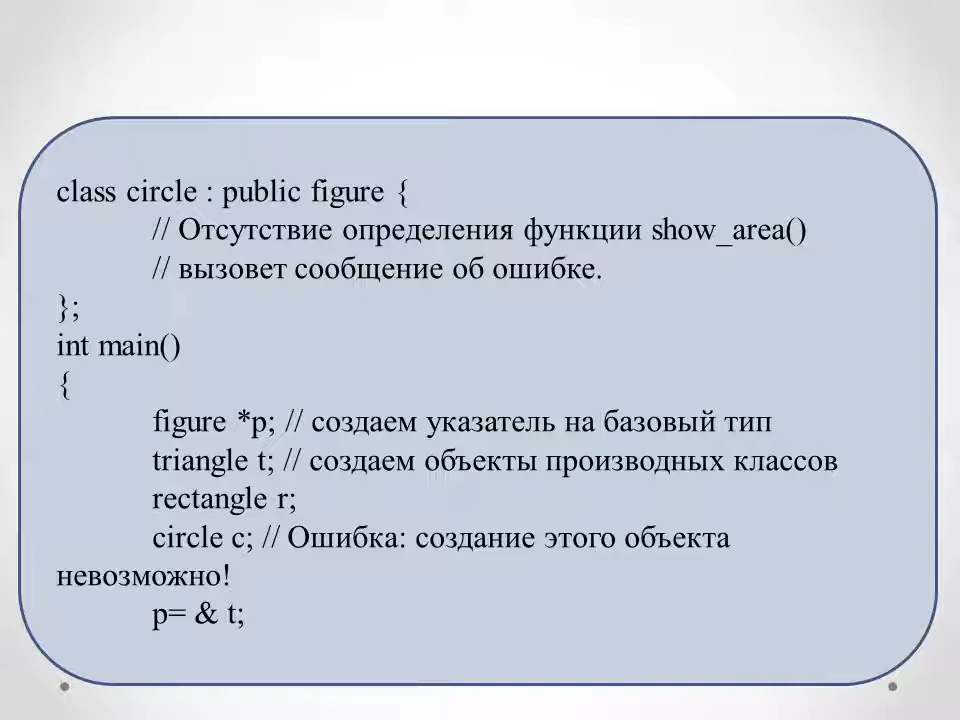 class circle : public figure {
// Отсутствие определения функции show_area()
// вызовет сообщение об ошибке.
};
int main()
{
figure *p; // создаем указатель на базовый тип
triangle t; // создаем объекты производных классов
rectangle r;
circle c; // Ошибка: создание этого объекта
невозможно!
p= & t;